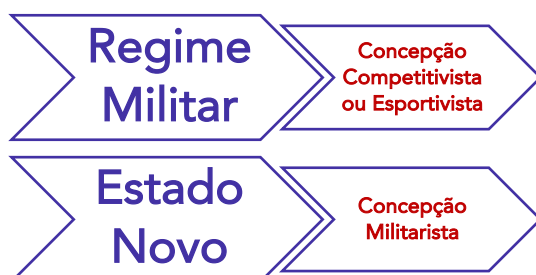 Regime
Militar
Concepção
Competitivista
ou Esportivista
Estado
Novo
Concepção
Militarista